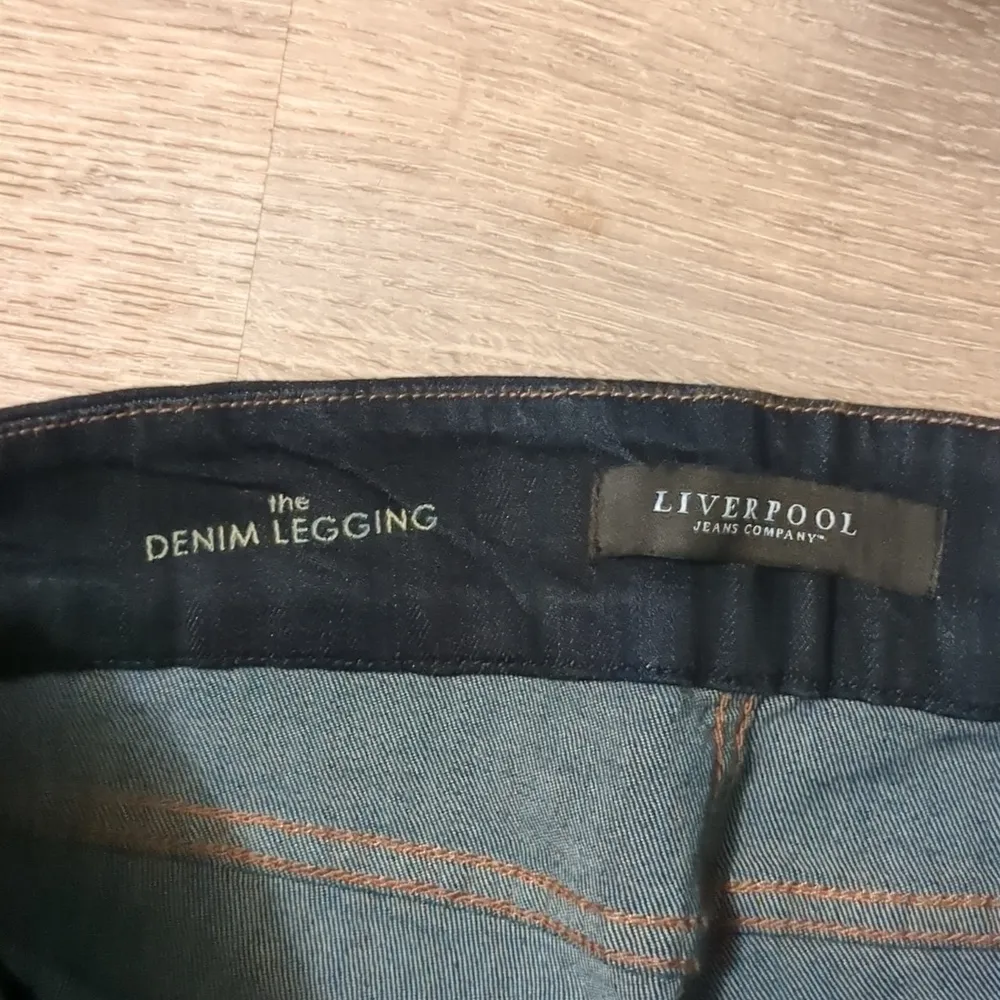 the
DENIM LEGGING
LIVERPOOL
JEANS COMPANY™